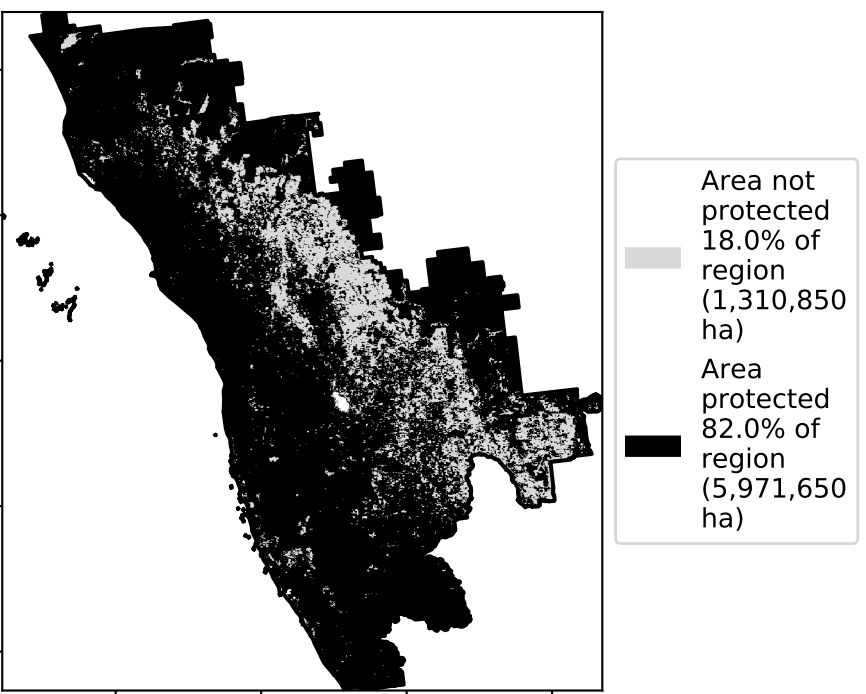 Area not
protected
18.0% of
region
(1,310,850
ha)
Area
protected
82.0% of
region
(5,971,650
ha)